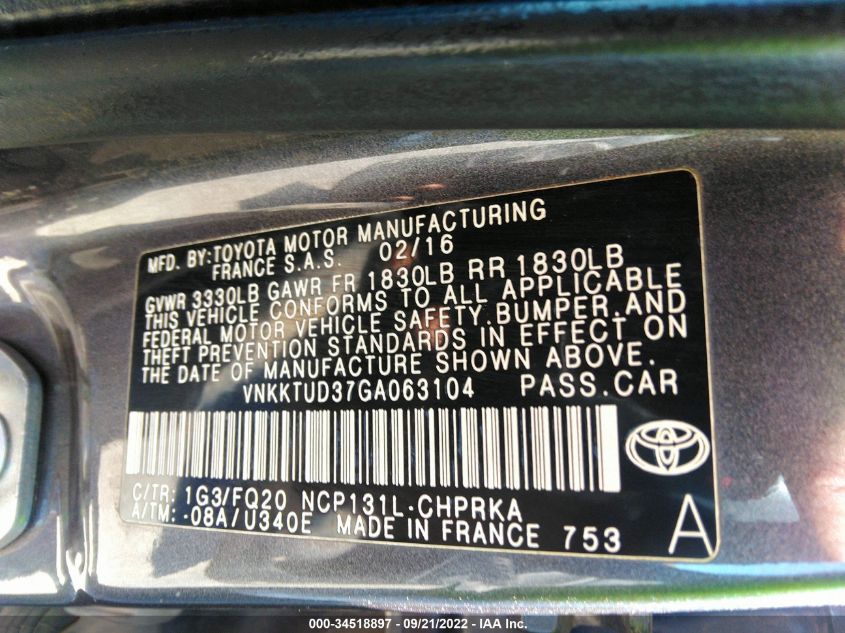 MFD. BY:TOYOTA MOTOR MANUFACTURING
FRANCE S.A.S. 02/16
GVWR 3330LB GAWR FR 1830LB RR 1830LB
THIS VEHICLE CONFORMS TO ALL APPLICABLE
FEDERAL MOTOR VEHICLE SAFETY,BUMPER,AND
THEFT PREVENTION STANDARDS IN EFFECT ON
THE DATE OF MANUFACTURE SHOWN ABOVE.
VNKKTUD37GA063104 PASS.CAR
C/TR: 1G3/FQ20 NCP131L-CHPRKA
A/TM: -08A/U340E MADE IN FRANCE 753 A
000-34518897 - 09/21/2022 - IAA Inc.